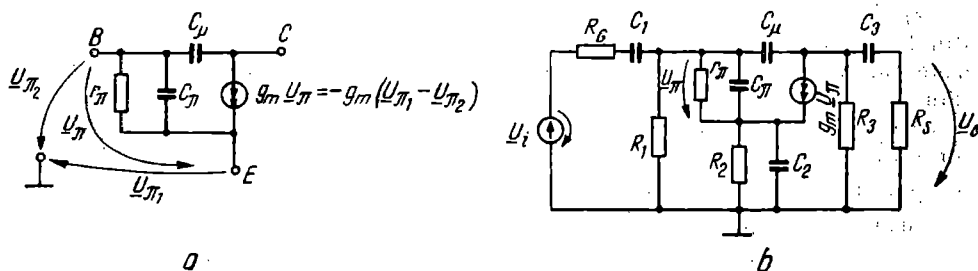 B
C_μ
C
U_π2
r_π
C_π
g_m U_π = -g_m (U_π1 - U_π2)
U_π
U_π1
E
a
R_G
C_1
C_μ
C_3
U_π
r_π
C_π
g_m U_π
U_i
R_1
R_2
C_2
R_3
R_s
U_o
b